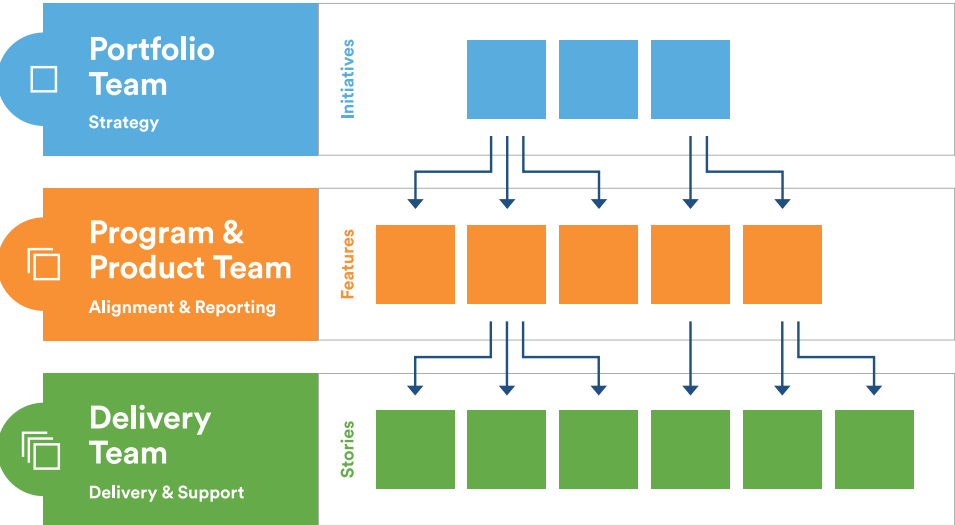 Portfolio
Team
Strategy
Initiatives
Program &
Product Team
Alignment & Reporting
Features
Delivery
Team
Delivery & Support
Stories